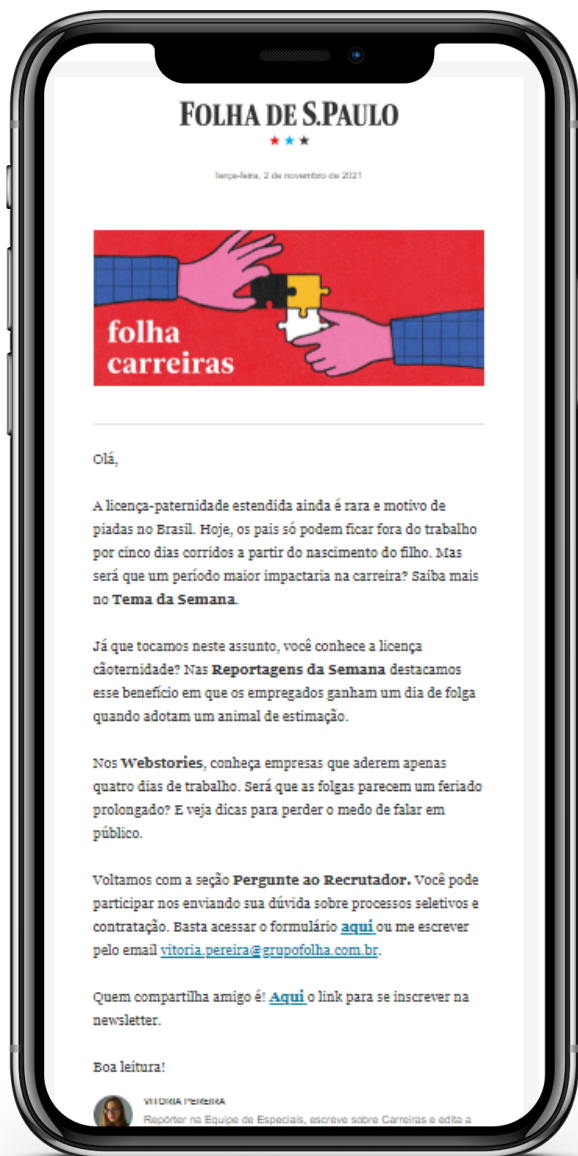 FOLHA DE S.PAULO
Terça-feira, 2 de novembro de 2021
folha
carreiras
Olá,
A licença-paternidade estendida ainda é rara e motivo de
piadas no Brasil. Hoje, os pais só podem ficar fora do trabalho
por cinco dias corridos a partir do nascimento do filho. Mas
será que um período maior impactaria na carreira? Saiba mais
no Tema da Semana.
Já que tocamos neste assunto, você conhece a licença
cãoternidade? Nas Reportagens da Semana destacamos
esse benefício em que os empregados ganham um dia de folga
quando adotam um animal de estimação.
Nos Webstories, conheça empresas que aderem apenas
quatro dias de trabalho. Será que as folgas parecem um feriado
prolongado? E veja dicas para perder o medo de falar em
público.
Voltamos com a seção Pergunte ao Recrutador. Você pode
participar nos enviando sua dúvida sobre processos seletivos e
contratação. Basta acessar o formulário aqui ou me escrever
pelo email vitoria.pereira@grupofolha.com.br.
Quem compartilha amigo é! Aqui o link para se inscrever na
newsletter.
Boa leitura!
VITORIA PEREIRA
Repórter na Equipe de Especiais, escreve sobre Carreiras e edita a